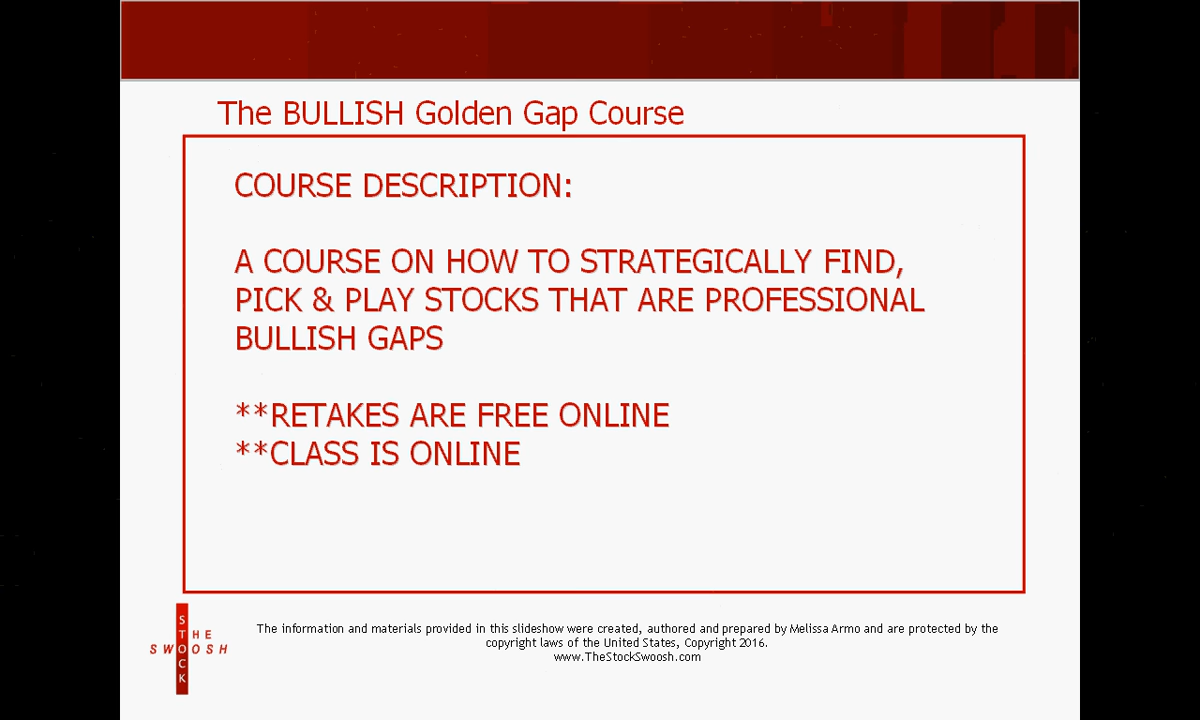 The BULLISH Golden Gap Course
COURSE DESCRIPTION:
A COURSE ON HOW TO STRATEGICALLY FIND,
PICK & PLAY STOCKS THAT ARE PROFESSIONAL
BULLISH GAPS
**RETAKES ARE FREE ONLINE
**CLASS IS ONLINE
THE
STOCK
SWOOSH
The information and materials provided in this slideshow were created, authored and prepared by Melissa Armo and are protected by the
copyright laws of the United States, Copyright 2016.
www.TheStockSwoosh.com